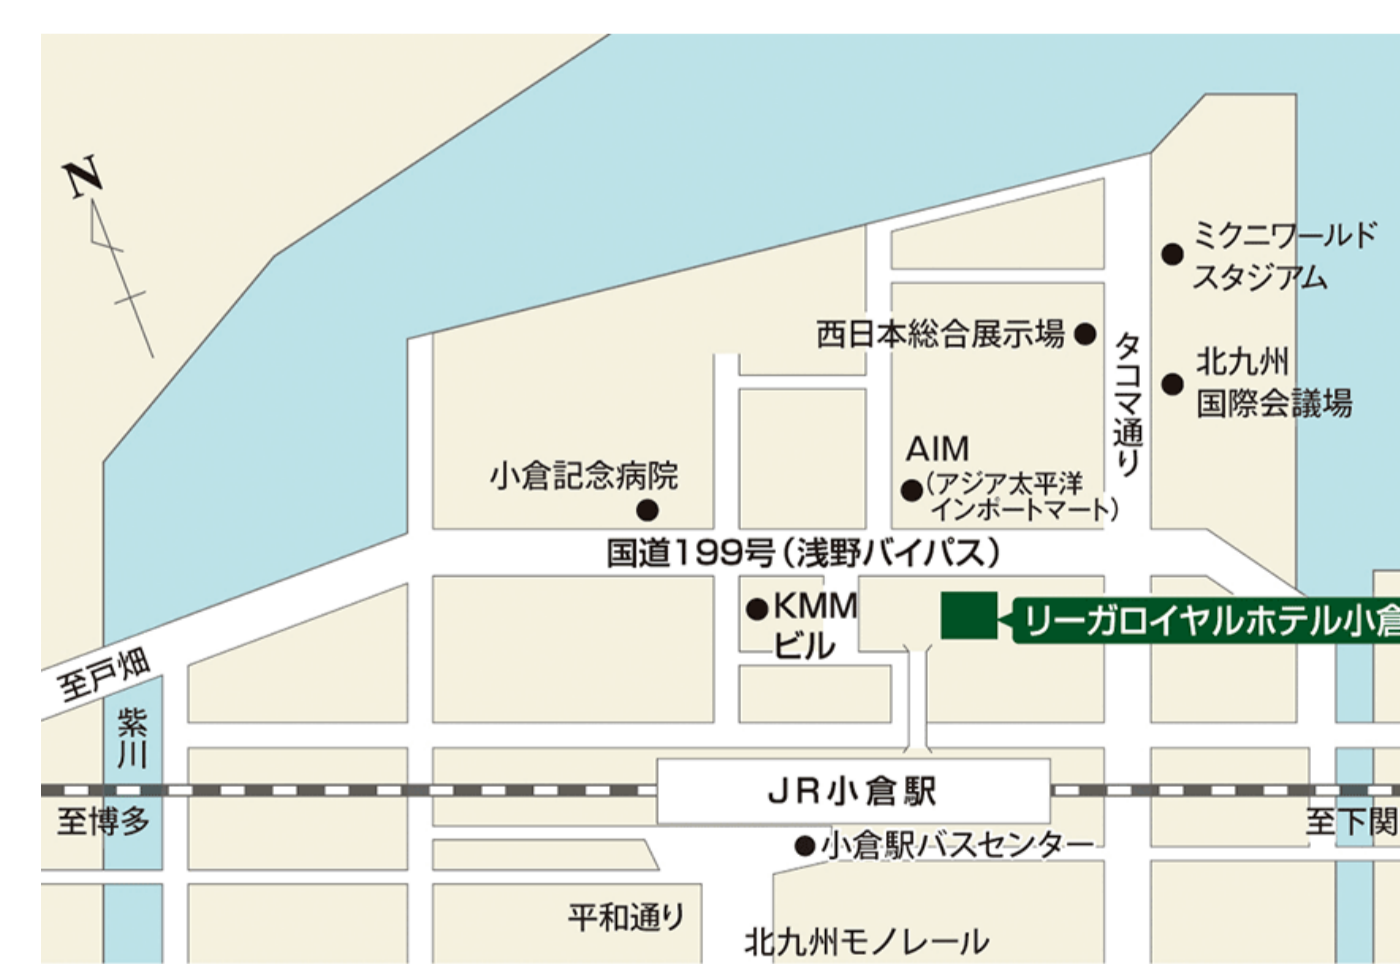 N
ミクニワールド
スタジアム
西日本総合展示場
タコマ通り
北九州
国際会議場
AIM
(アジア太平洋
インポートマート)
小倉記念病院
国道199号(浅野バイパス)
KMM
ビル
リーガロイヤルホテル小倉
至戸畑
紫川
JR小倉駅
至博多
至下関
小倉駅バスセンター
平和通り
北九州モノレール